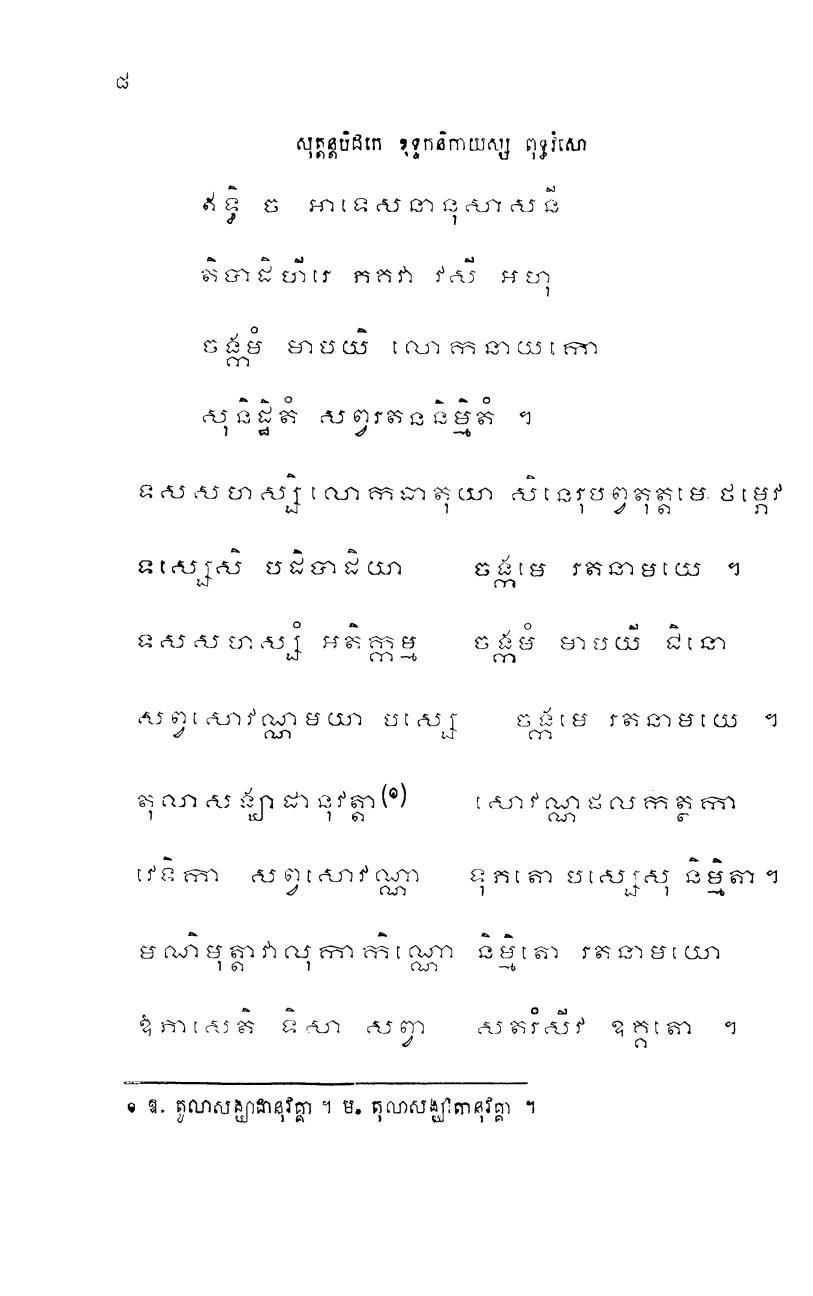 ៨
សុត្តន្តបិដកេ ខុទ្ទកនិកាយស្ស ពុទ្ធវំសោ
ឥទ្ធិ ច អាទេសនានុសាសនី
តិបាដិហីរេ ភគវា វសី អហុ
ចង្កមំ មាបយិ លោកនាយកោ
សុនិដ្ឋិតំ សព្វរតននិម្មិតំ ។
ទសសហស្សិលោកធាតុយា សិនេរុបព្វតុត្តមេ ថម្ភេវ
ទស្សេសិ បដិបាដិយា ចង្កមេ រតនាមយេ ។
ទសសហស្សំ អតិក្កម្ម ចង្កមំ មាបយី ជិនោ
សព្វសោវណ្ណមយា បស្សេ ចង្កមេ រតនាមយេ ។
តុលាសង្ឃាដានុវត្តា(១) សោវណ្ណផលកត្ថតា
វេទិកា សព្វសោវណ្ណា ទុភតោ បស្សេសុ និម្មិតា ។
មណិមុត្តាវាលុកាកិណ្ណោ និម្មិតោ រតនាមយោ
ឱភាសេតិ ទិសា សព្វា សតរំសីវ ឧគ្គតោ ។
១ ឱ. តូលាសង្ឃាដានុវគ្គា ។ ម. តុលាសង្ឃាតានុវគ្គា ។